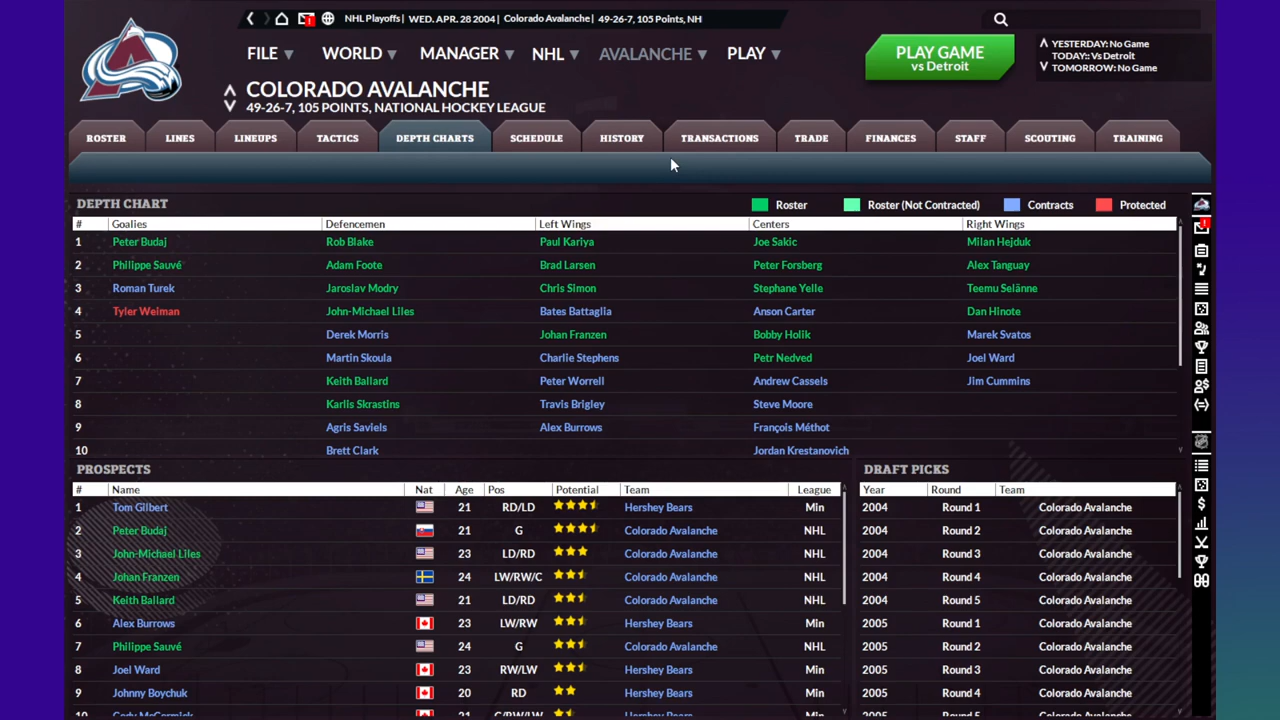 NHL Playoffs | WED. APR. 28 2004 | Colorado Avalanche | 49-26-7, 105 Points, NH
FILE WORLD MANAGER NHL AVALANCHE PLAY
PLAY GAME
vs Detroit
YESTERDAY: No Game
TODAY:: Vs Detroit
TOMORROW: No Game
COLORADO AVALANCHE
49-26-7, 105 POINTS, NATIONAL HOCKEY LEAGUE
ROSTER LINES LINEUPS TACTICS DEPTH CHARTS SCHEDULE HISTORY TRANSACTIONS TRADE FINANCES STAFF SCOUTING TRAINING
DEPTH CHART Roster Roster (Not Contracted) Contracts Protected
# Goalies Defencemen Left Wings Centers Right Wings
1 Peter Budaj Rob Blake Paul Kariya Joe Sakic Milan Hejduk
2 Philippe Sauvé Adam Foote Brad Larsen Peter Forsberg Alex Tanguay
3 Roman Turek Jaroslav Modry Chris Simon Stephane Yelle Teemu Selänne
4 Tyler Weiman John-Michael Liles Bates Battaglia Anson Carter Dan Hinote
5 Derek Morris Johan Franzen Bobby Holik Marek Svatos
6 Martin Skoula Charlie Stephens Petr Nedved Joel Ward
7 Keith Ballard Peter Worrell Andrew Cassels Jim Cummins
8 Karlis Skrastins Travis Brigley Steve Moore
9 Agris Saviels Alex Burrows François Méthot
10 Brett Clark Jordan Krestanovich
PROSPECTS
# Name Nat Age Pos Potential Team League
1 Tom Gilbert 21 RD/LD Hershey Bears Min
2 Peter Budaj 21 G Colorado Avalanche NHL
3 John-Michael Liles 23 LD/RD Colorado Avalanche NHL
4 Johan Franzen 24 LW/RW/C Colorado Avalanche NHL
5 Keith Ballard 21 LD/RD Colorado Avalanche NHL
6 Alex Burrows 23 LW/RW Hershey Bears Min
7 Philippe Sauvé 24 G Colorado Avalanche NHL
8 Joel Ward 23 RW/LW Hershey Bears Min
9 Johnny Boychuk 20 RD Hershey Bears Min
10 Cody McCormick 21 C/RW/LW Hershey Bears Min
DRAFT PICKS
Year Round Team
2004 Round 1 Colorado Avalanche
2004 Round 2 Colorado Avalanche
2004 Round 3 Colorado Avalanche
2004 Round 4 Colorado Avalanche
2004 Round 5 Colorado Avalanche
2005 Round 1 Colorado Avalanche
2005 Round 2 Colorado Avalanche
2005 Round 3 Colorado Avalanche
2005 Round 4 Colorado Avalanche
2005 Round 5 Colorado Avalanche